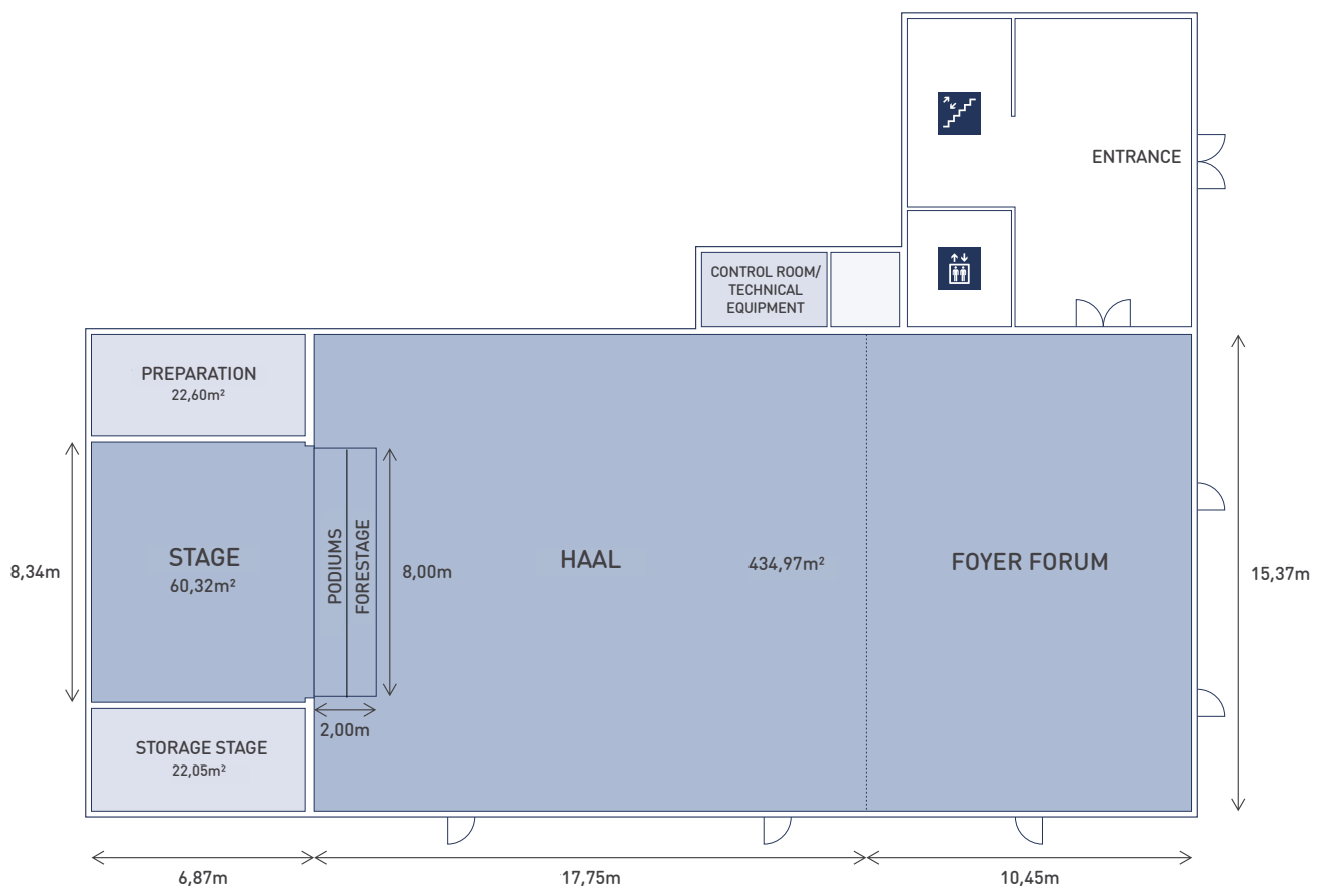 ENTRANCE
CONTROL ROOM/
TECHNICAL
EQUIPMENT
PREPARATION
22,60m²
STAGE
60,32m²
8,34m
PODIUMS
FORESTAGE
8,00m
2,00m
HAAL
434,97m²
FOYER FORUM
15,37m
STORAGE STAGE
22,05m²
6,87m
17,75m
10,45m